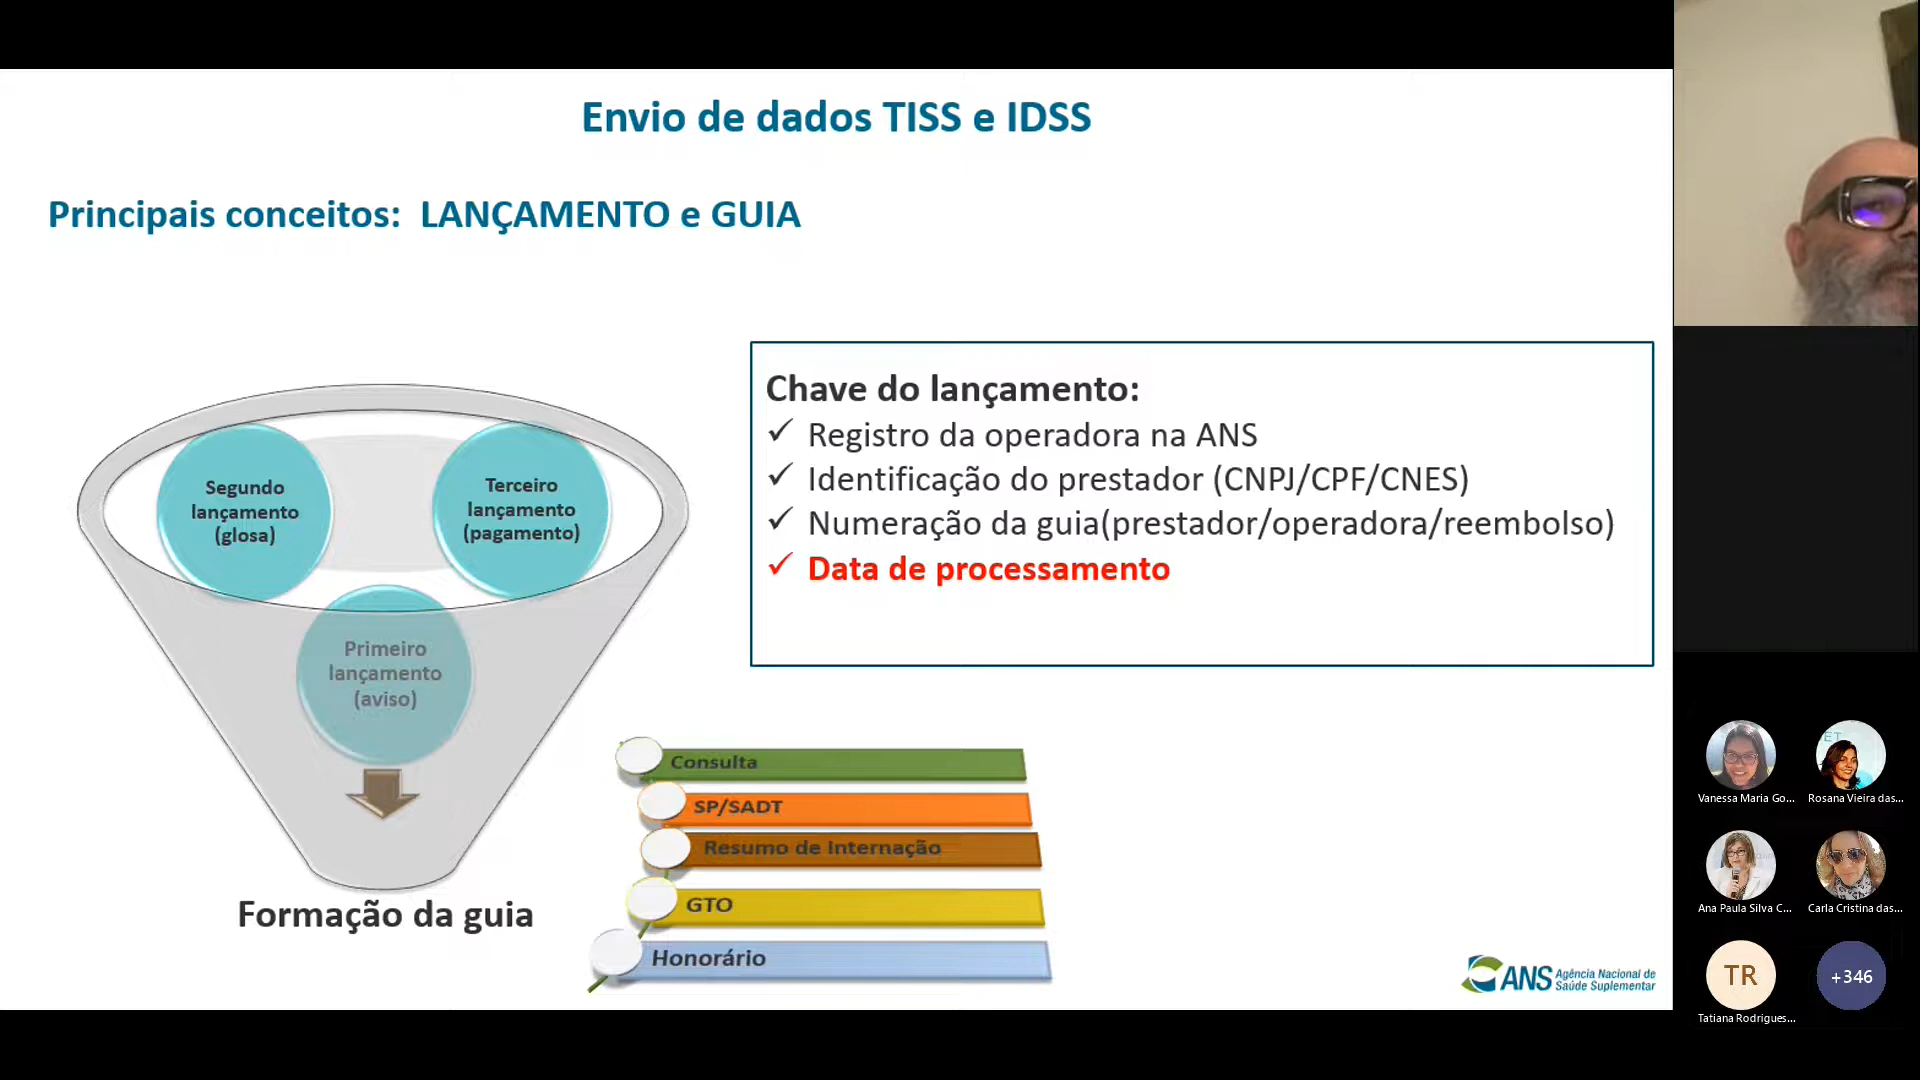 Envio de dados TISS e IDSS
Principais conceitos:  LANÇAMENTO e GUIA
Segundo
lançamento
(glosa)
Terceiro
lançamento
(pagamento)
Primeiro
lançamento
(aviso)
Formação da guia
Chave do lançamento:
✓ Registro da operadora na ANS
✓ Identificação do prestador (CNPJ/CPF/CNES)
✓ Numeração da guia(prestador/operadora/reembolso)
✓ Data de processamento
Consulta
SP/SADT
Resumo de Internação
GTO
Honorário
ANS Agência Nacional de
Saúde Suplementar
ET
Vanessa Maria Go...
Rosana Vieira das...
Ana Paula Silva C...
Carla Cristina das...
TR
+346
Tatiana Rodrigues...